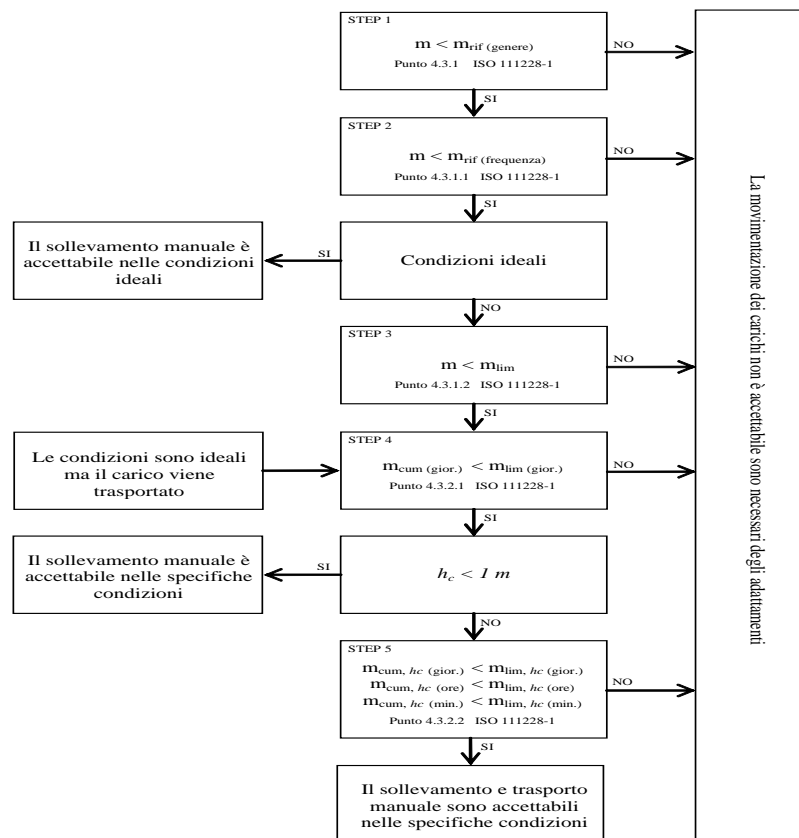 STEP 1
m < mrif (genere)
Punto 4.3.1 ISO 111228-1
NO
SI
STEP 2
m < mrif (frequenza)
Punto 4.3.1.1 ISO 111228-1
NO
SI
Il sollevamento manuale è
accettabile nelle condizioni
ideali
SI
Condizioni ideali
NO
STEP 3
m < mlim
Punto 4.3.1.2 ISO 111228-1
NO
SI
Le condizioni sono ideali
ma il carico viene
trasportato
STEP 4
mcum (gior.) < mlim (gior.)
Punto 4.3.2.1 ISO 111228-1
NO
SI
Il sollevamento manuale è
accettabile nelle specifiche
condizioni
SI
hc < 1 m
NO
STEP 5
mcum, hc (gior.) < mlim, hc (gior.)
mcum, hc (ore) < mlim, hc (ore)
mcum, hc (min.) < mlim, hc (min.)
Punto 4.3.2.2 ISO 111228-1
NO
SI
Il sollevamento e trasporto
manuale sono accettabili
nelle specifiche condizioni
La movimentazione dei carichi non è accettabile sono necessari degli adattamenti